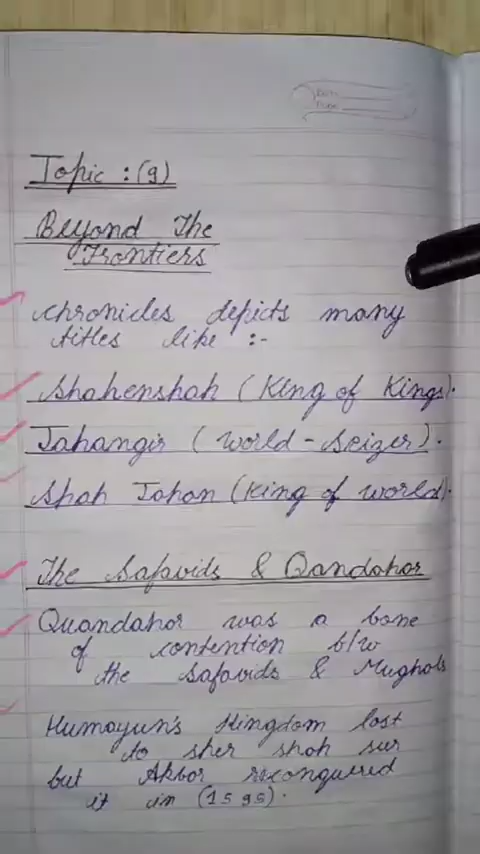 Date
Page
Topic : (9)
Beyond The
Frontiers
chronicles depicts many
titles like :-
Shahenshah (King of Kings).
Jahangir (World-Seizer).
Shah Jahan (King of world).
The Safavids & Qandahar
Quandahar was a bone
of contention b/w
the Safavids & Mughals
Humayun's Kingdom lost
to sher shah sur
but Akbar reconquered
it in (1595).